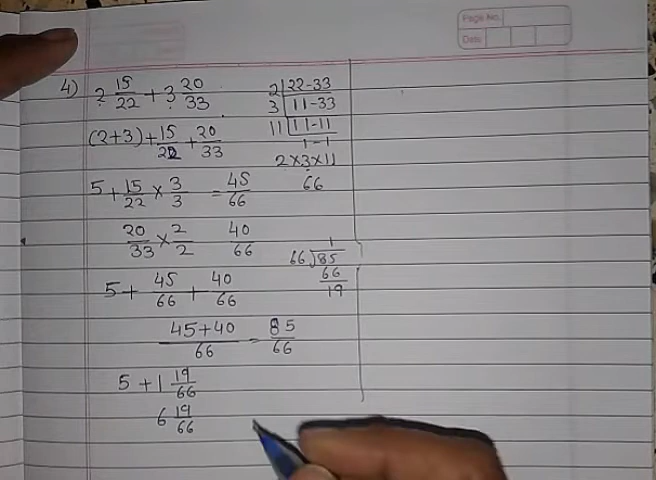 Page No.
Date
4) 2 15/22 + 3 20/33
(2+3) + 15/22 + 20/33
5 + 15/22 × 3/3 = 45/66
20/33 × 2/2 40/66
5 + 45/66 + 40/66
45+40/66 = 85/66
5 + 1 19/66
6 19/66
2 22-33
3 11-33
11 11-11
1-1
2×3×11
66
1
66 85
66
19